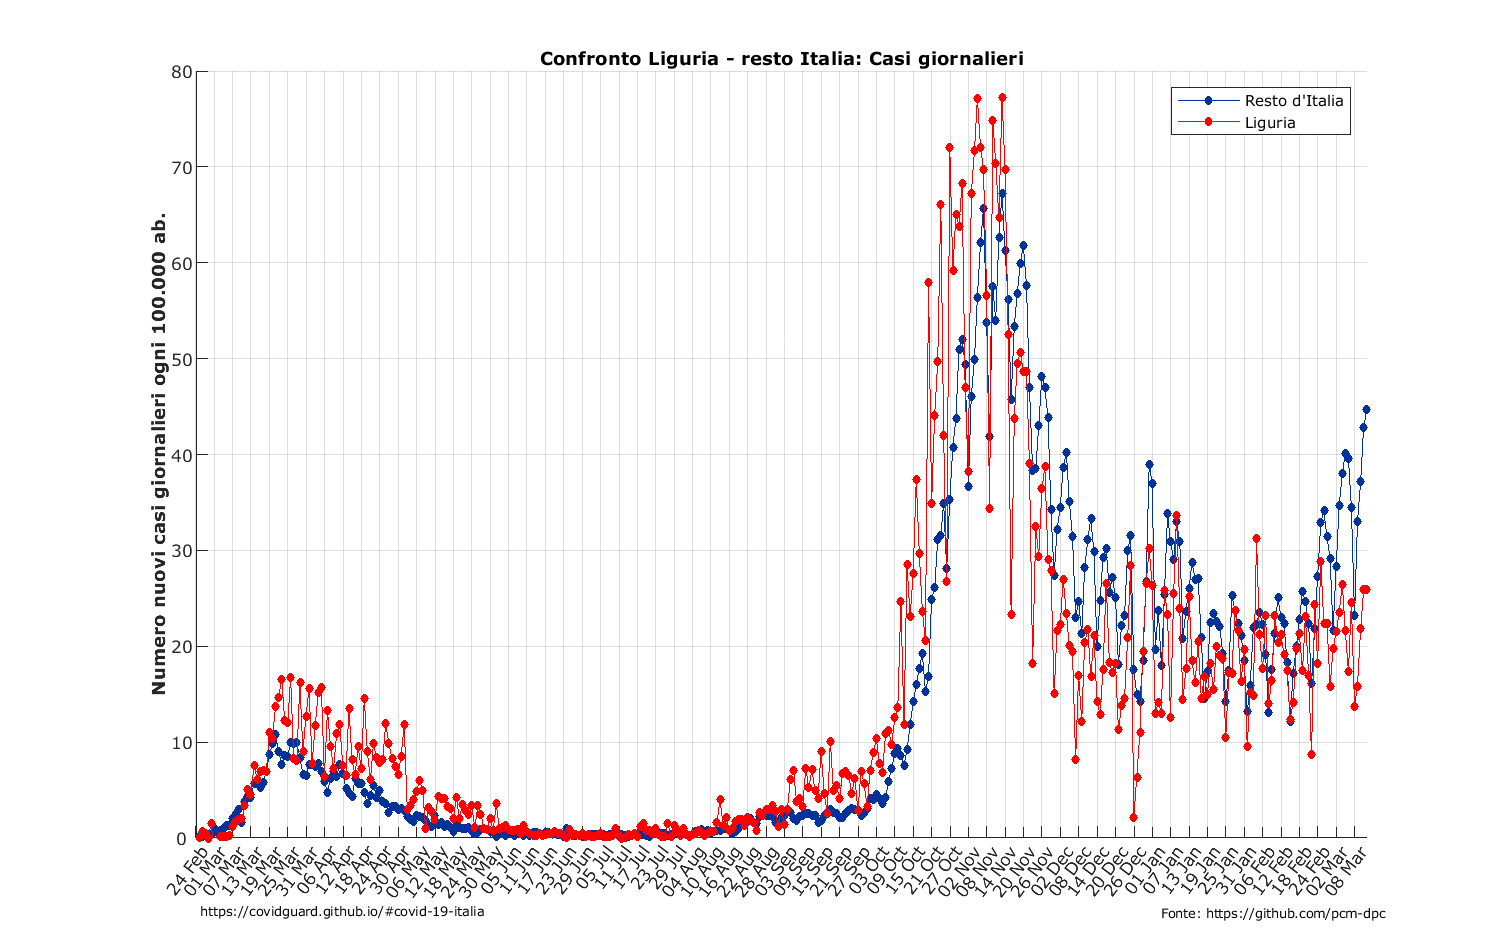 Confronto Liguria - resto Italia: Casi giornalieri
Numero nuovi casi giornalieri ogni 100.000 ab.
80
70
60
50
40
30
20
10
0
Resto d'Italia
Liguria
24 Feb
01 Mar
07 Mar
13 Mar
19 Mar
25 Mar
31 Mar
06 Apr
12 Apr
18 Apr
24 Apr
30 Apr
06 May
12 May
18 May
24 May
30 May
05 Jun
11 Jun
17 Jun
23 Jun
29 Jun
05 Jul
11 Jul
17 Jul
23 Jul
29 Jul
04 Aug
10 Aug
16 Aug
22 Aug
28 Aug
03 Sep
09 Sep
15 Sep
21 Sep
27 Sep
03 Oct
09 Oct
15 Oct
21 Oct
27 Oct
02 Nov
08 Nov
14 Nov
20 Nov
26 Nov
02 Dec
08 Dec
14 Dec
20 Dec
26 Dec
01 Jan
07 Jan
13 Jan
19 Jan
25 Jan
31 Jan
06 Feb
12 Feb
18 Feb
24 Feb
02 Mar
08 Mar
https://covidguard.github.io/#covid-19-italia
Fonte: https://github.com/pcm-dpc